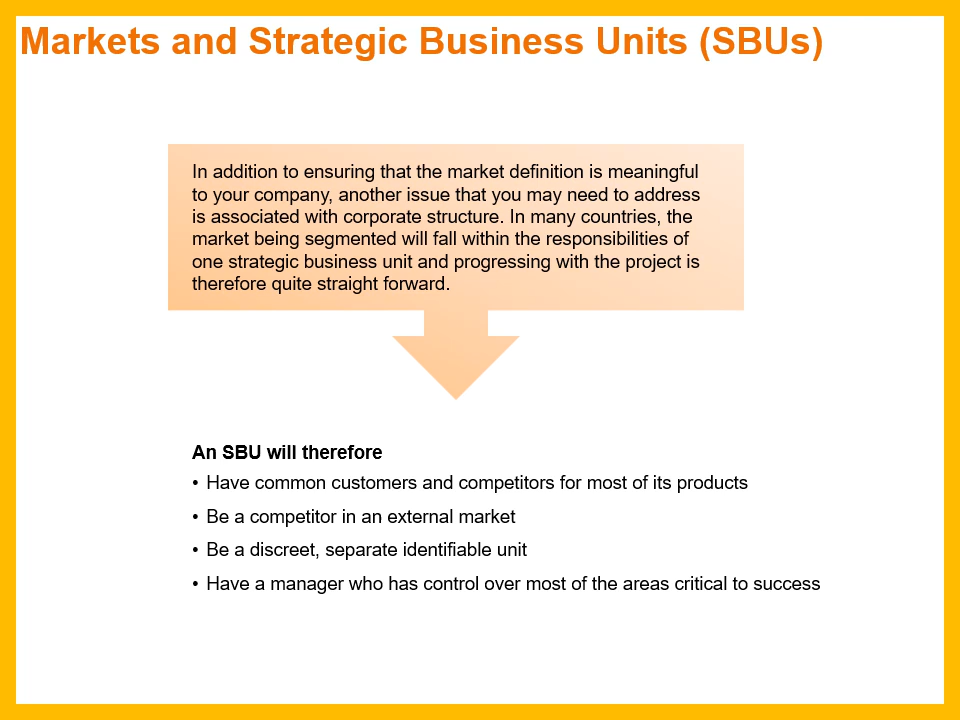 Markets and Strategic Business Units (SBUs)
In addition to ensuring that the market definition is meaningful
to your company, another issue that you may need to address
is associated with corporate structure. In many countries, the
market being segmented will fall within the responsibilities of
one strategic business unit and progressing with the project is
therefore quite straight forward.
An SBU will therefore
• Have common customers and competitors for most of its products
• Be a competitor in an external market
• Be a discreet, separate identifiable unit
• Have a manager who has control over most of the areas critical to success